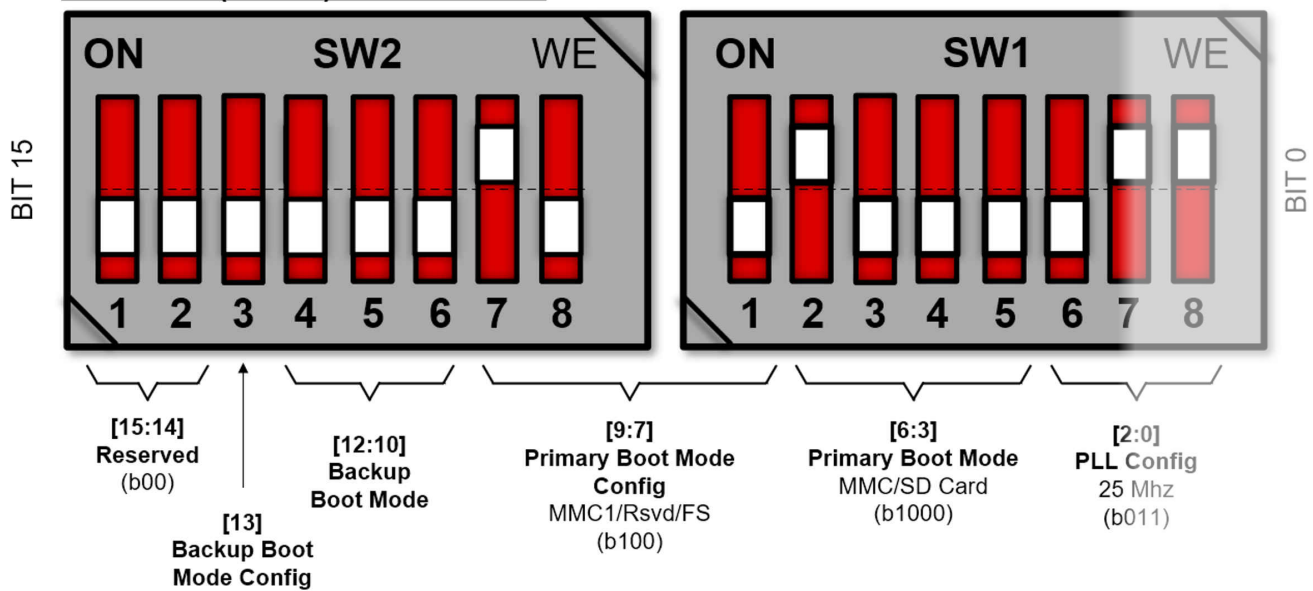 ON SW2 WE
ON SW1 WE
BIT 15
BIT 0
1 2 3 4 5 6 7 8
1 2 3 4 5 6 7 8
[15:14]
Reserved
(b00)
[13]
Backup Boot
Mode Config
[12:10]
Backup
Boot Mode
[9:7]
Primary Boot Mode
Config
MMC1/Rsvd/FS
(b100)
[6:3]
Primary Boot Mode
MMC/SD Card
(b1000)
[2:0]
PLL Config
25 Mhz
(b011)